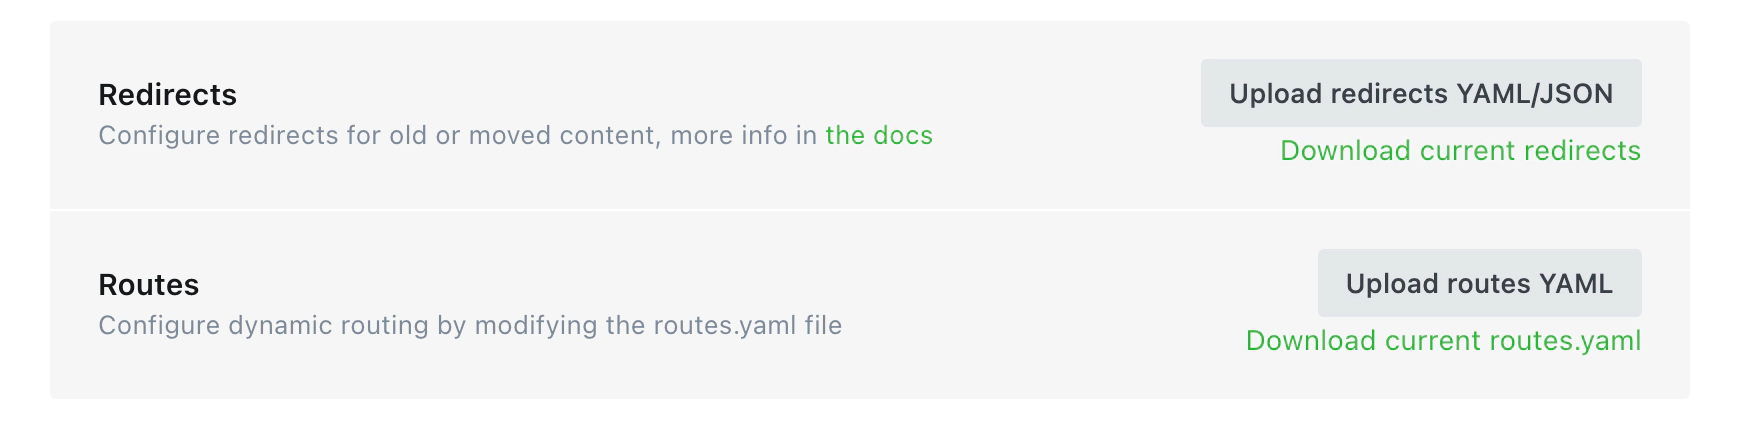 Redirects
Configure redirects for old or moved content, more info in the docs
Upload redirects YAML/JSON
Download current redirects
Routes
Configure dynamic routing by modifying the routes.yaml file
Upload routes YAML
Download current routes.yaml